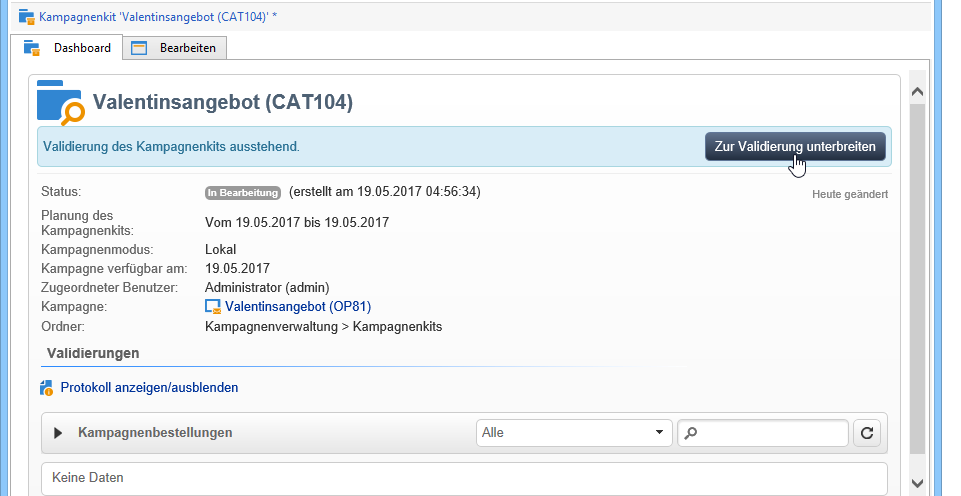 Kampagnenkit 'Valentinsangebot (CAT104)' *
Dashboard Bearbeiten
Valentinsangebot (CAT104)
Validierung des Kampagnenkits ausstehend. Zur Validierung unterbreiten
Status: In Bearbeitung (erstellt am 19.05.2017 04:56:34) Heute geändert
Planung des
Kampagnenkits: Vom 19.05.2017 bis 19.05.2017
Kampagnenmodus: Lokal
Kampagne verfügbar am: 19.05.2017
Zugeordneter Benutzer: Administrator (admin)
Kampagne: Valentinsangebot (OP81)
Ordner: Kampagnenverwaltung > Kampagnenkits
Validierungen
Protokoll anzeigen/ausblenden
Kampagnenbestellungen Alle
Keine Daten